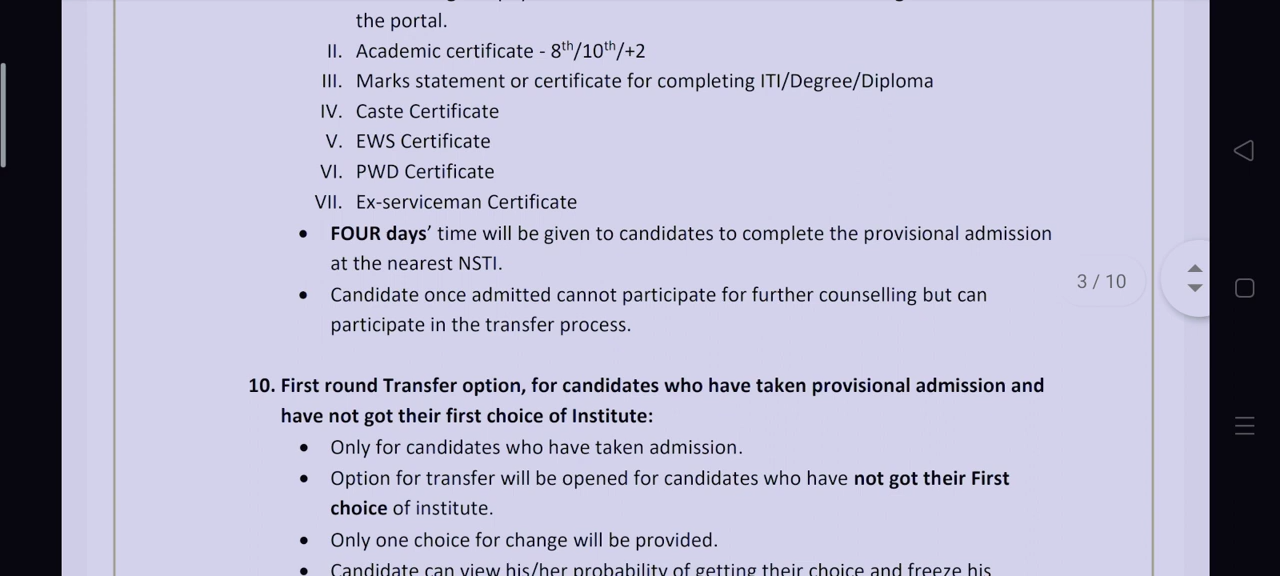 the portal.
II. Academic certificate - 8th/10th/+2
III. Marks statement or certificate for completing ITI/Degree/Diploma
IV. Caste Certificate
V. EWS Certificate
VI. PWD Certificate
VII. Ex-serviceman Certificate
• FOUR days’ time will be given to candidates to complete the provisional admission
at the nearest NSTI.
• Candidate once admitted cannot participate for further counselling but can
participate in the transfer process.
3 / 10
10. First round Transfer option, for candidates who have taken provisional admission and
have not got their first choice of Institute:
• Only for candidates who have taken admission.
• Option for transfer will be opened for candidates who have not got their First
choice of institute.
• Only one choice for change will be provided.
• Candidate can view his/her probability of getting their choice and freeze his